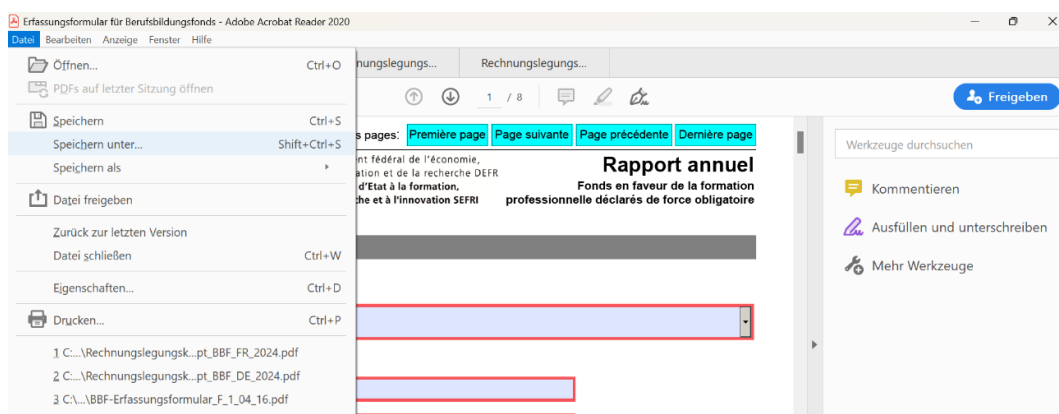 Erfassungsformular für Berufsbildungsfonds - Adobe Acrobat Reader 2020
Datei Bearbeiten Anzeige Fenster Hilfe
Öffnen... Ctrl+O
PDFs auf letzter Sitzung öffnen
Speichern Ctrl+S
Speichern unter... Shift+Ctrl+S
Speichern als
Datei freigeben
Zurück zur letzten Version
Datei schließen Ctrl+W
Eigenschaften... Ctrl+D
Drucken... Ctrl+P
1 C:...\Rechnungslegungsk...pt_BBF_FR_2024.pdf
2 C:...\Rechnungslegungsk...pt_BBF_DE_2024.pdf
3 C:\...\BBF-Erfassungsformular_F_1_04_16.pdf
nungslegungs... Rechnungslegungs...
1 / 8
Freigeben
s pages: Première page Page suivante Page précédente Dernière page
nt fédéral de l'économie,
ation et de la recherche DEFR
d'Etat à la formation,
che et à l'innovation SEFRI
Rapport annuel
Fonds en faveur de la formation
professionnelle déclarés de force obligatoire
Werkzeuge durchsuchen
Kommentieren
Ausfüllen und unterschreiben
Mehr Werkzeuge